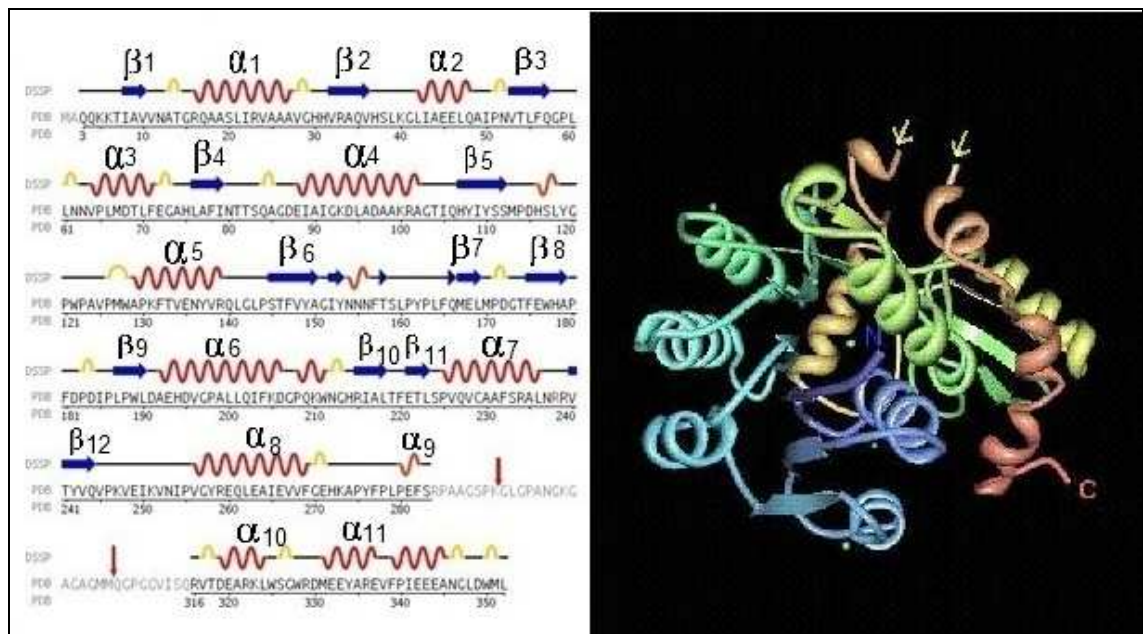 β1 α1 β2 α2 β3
DSSP
PDB MAQQKKTIAVVNATGRQAASLIRVAAAVGHHVRAQVHSLKGLIAEELQAIPNVTLFQGPL
PDB 3 10 20 30 40 50 60
α3 β4 α4 β5
DSSP
PDB LNNVPLMDTLFEGAHLAFINTTSQAGDEIAIGKDLADAAKRAGTIQHYIYSSMPDHSLYG
PDB 61 70 80 90 100 110 120
α5 β6 β7 β8
DSSP
PDB PWPAVPMWAPKFTVENYVRQLGLPSTFVYAGIYNNNFTSLPYPLFQMELMPDGTFEWHAP
PDB 121 130 140 150 160 170 180
β9 α6 β10 β11 α7
DSSP
PDB FDPDIPLPWLDAEHDVGPALLQIFKDGPQKWNGHRIALTFETLSPVQVCAAFSRALNRRV
PDB 181 190 200 210 220 230 240
β12 α8 α9
DSSP
PDB TYVQVPKVEIKVNIPVGYREQLEAIEVVFGEHKAPYFPLPEFSRPAAGSPKGLGPANGKG
PDB 241 250 260 270 280
α10 α11
DSSP
PDB AGAGMMQGPGGVISQRVTDEARKLWSGWRDMEEYAREVFPIEEEANGLDWML
PDB 316 320 330 340 350
N
C